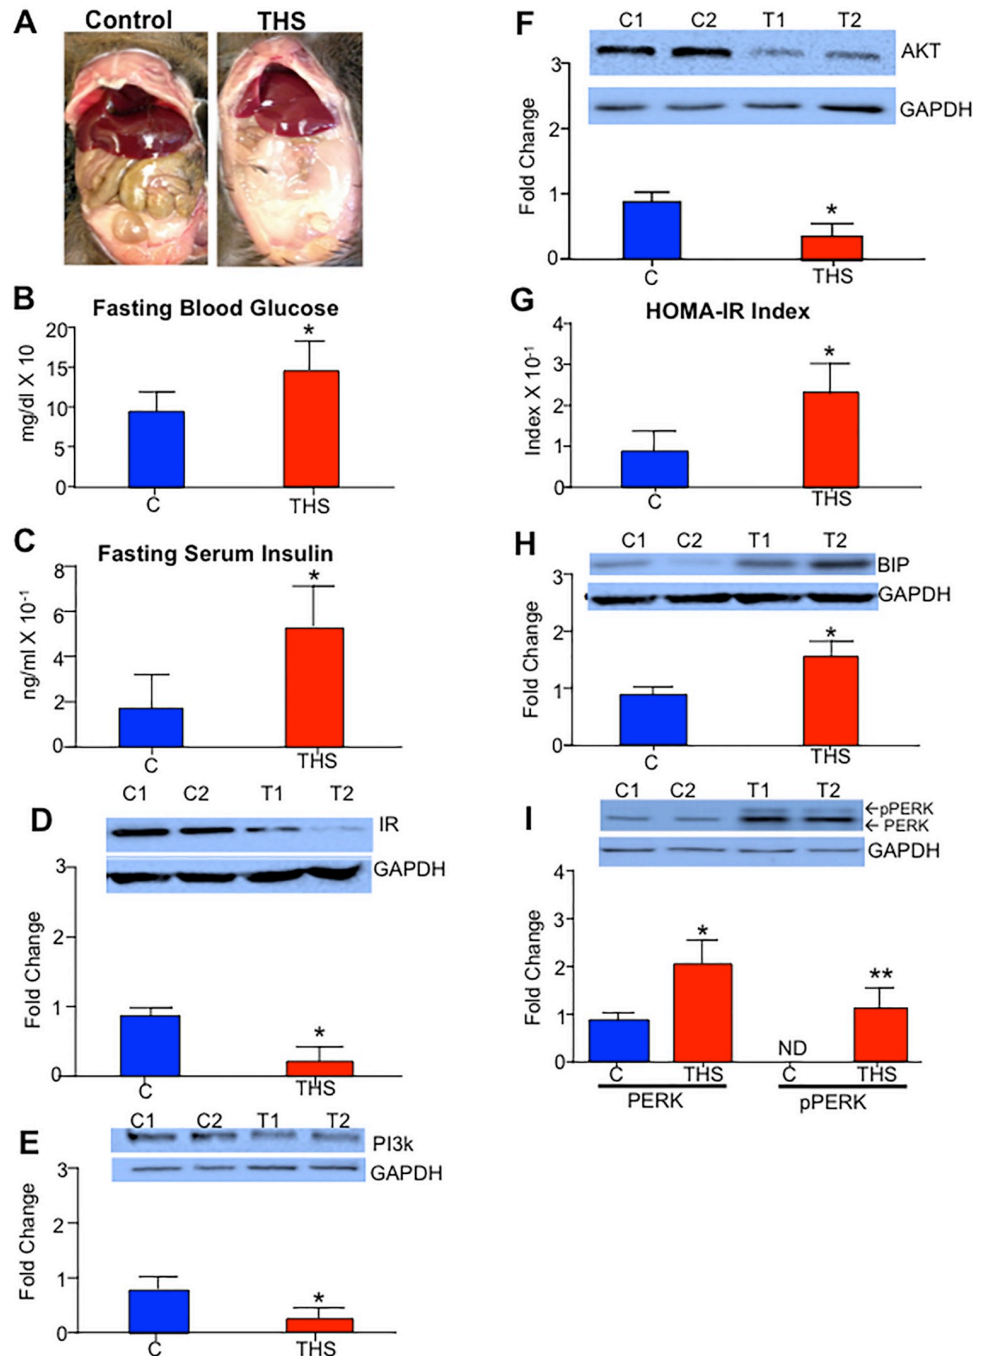 A
Control
THS
B
Fasting Blood Glucose
mg/dl X 10
20
15
10
5
0
*
C
THS
C
Fasting Serum Insulin
ng/ml X 10⁻¹
8
6
4
2
0
*
C
THS
D
C1 C2 T1 T2
IR
GAPDH
Fold Change
3
2
1
0
*
C
THS
E
C1 C2 T1 T2
PI3k
GAPDH
Fold Change
3
2
1
0
*
C
THS
F
C1 C2 T1 T2
AKT
GAPDH
Fold Change
3
2
1
0
*
C
THS
G
HOMA-IR Index
Index X 10⁻¹
4
3
2
1
0
*
C
THS
H
C1 C2 T1 T2
BIP
GAPDH
Fold Change
3
2
1
0
*
C
THS
I
C1 C2 T1 T2
←pPERK
← PERK
GAPDH
Fold Change
4
3
2
1
0
*
ND
**
C THS C THS
PERK pPERK